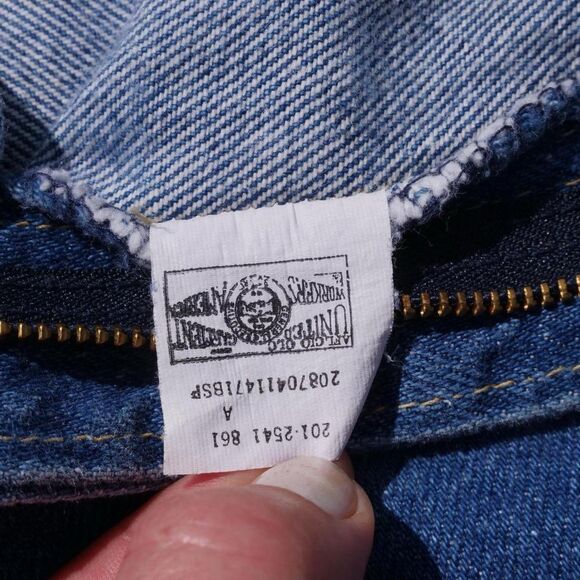 201-2541 861
A
20870411471BSP
AFL CIO CLC
UNITED GARMENT
WORKERS AMERICA